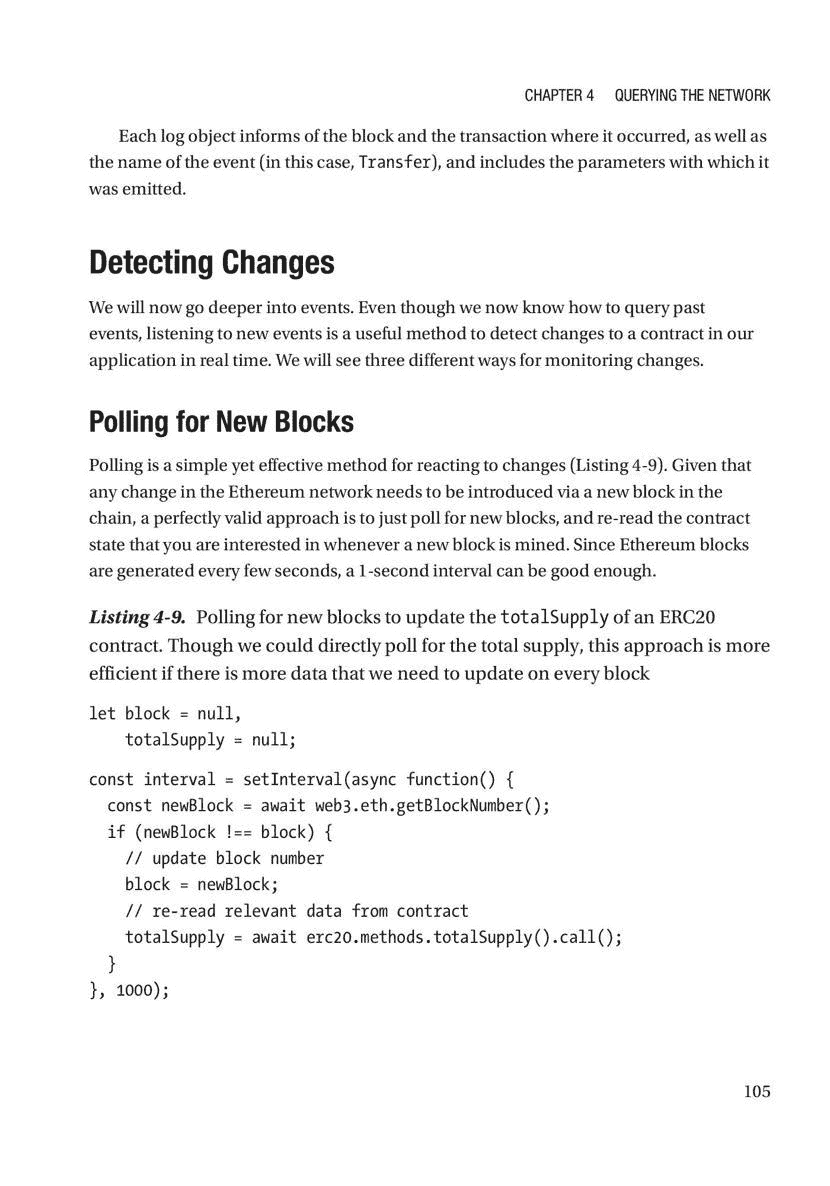 CHAPTER 4 QUERYING THE NETWORK
Each log object informs of the block and the transaction where it occurred, as well as
the name of the event (in this case, Transfer), and includes the parameters with which it
was emitted.
Detecting Changes
We will now go deeper into events. Even though we now know how to query past
events, listening to new events is a useful method to detect changes to a contract in our
application in real time. We will see three different ways for monitoring changes.
Polling for New Blocks
Polling is a simple yet effective method for reacting to changes (Listing 4-9). Given that
any change in the Ethereum network needs to be introduced via a new block in the
chain, a perfectly valid approach is to just poll for new blocks, and re-read the contract
state that you are interested in whenever a new block is mined. Since Ethereum blocks
are generated every few seconds, a 1-second interval can be good enough.
Listing 4-9. Polling for new blocks to update the totalSupply of an ERC20
contract. Though we could directly poll for the total supply, this approach is more
efficient if there is more data that we need to update on every block
let block = null,
    totalSupply = null;
const interval = setInterval(async function() {
  const newBlock = await web3.eth.getBlockNumber();
  if (newBlock !== block) {
    // update block number
    block = newBlock;
    // re-read relevant data from contract
    totalSupply = await erc20.methods.totalSupply().call();
  }
}, 1000);
105